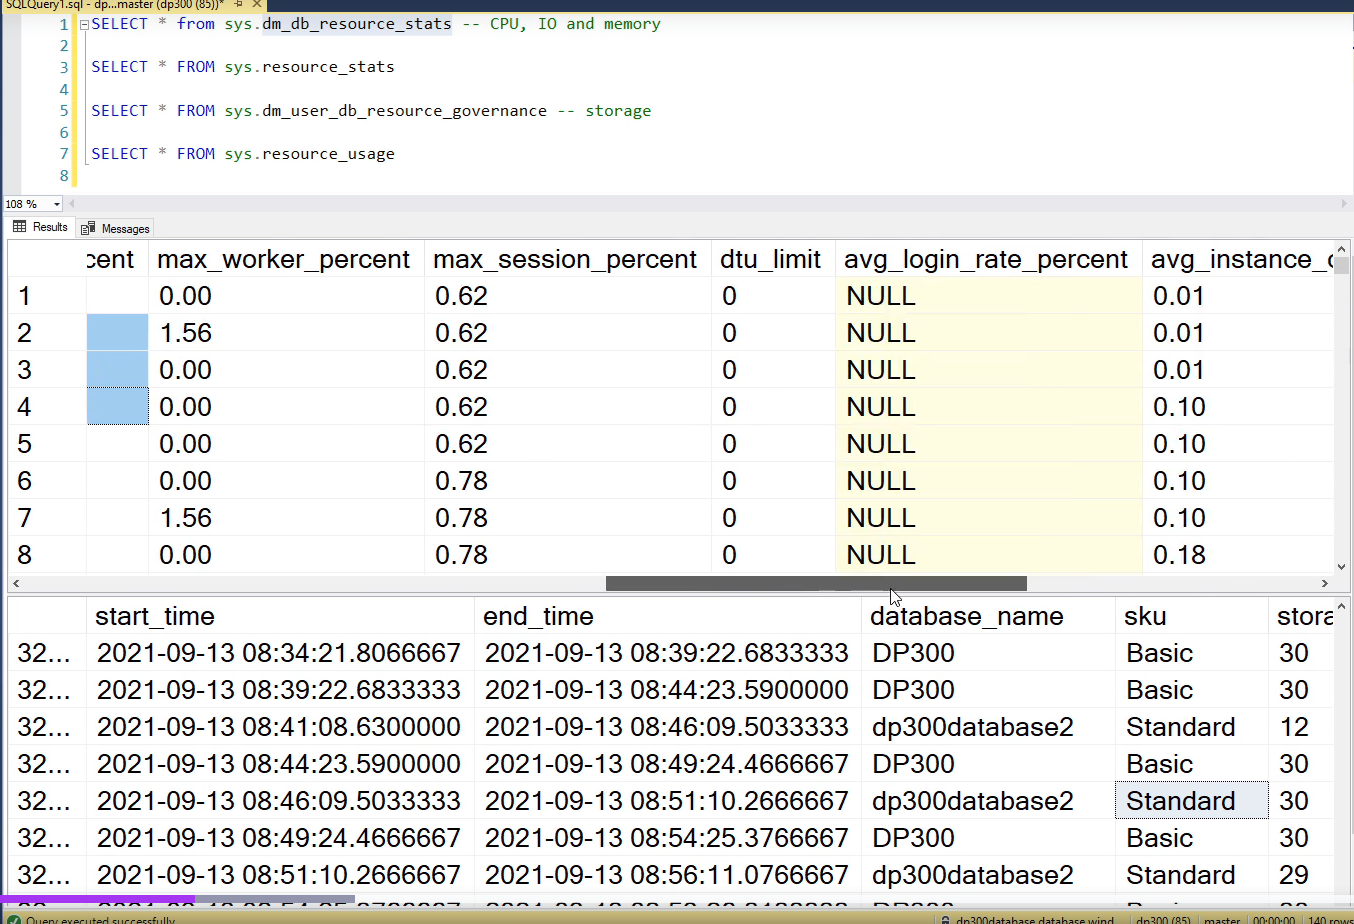 SQLQuery1.sql - dp...master (dp300 (85))*
1 SELECT * from sys.dm_db_resource_stats -- CPU, IO and memory
2
3 SELECT * FROM sys.resource_stats
4
5 SELECT * FROM sys.dm_user_db_resource_governance -- storage
6
7 SELECT * FROM sys.resource_usage
8
108 %
Results Messages
cent max_worker_percent max_session_percent dtu_limit avg_login_rate_percent avg_instance_c
1 0.00 0.62 0 NULL 0.01
2 1.56 0.62 0 NULL 0.01
3 0.00 0.62 0 NULL 0.01
4 0.00 0.62 0 NULL 0.10
5 0.00 0.62 0 NULL 0.10
6 0.00 0.78 0 NULL 0.10
7 1.56 0.78 0 NULL 0.10
8 0.00 0.78 0 NULL 0.18
start_time end_time database_name sku stora
32... 2021-09-13 08:34:21.8066667 2021-09-13 08:39:22.6833333 DP300 Basic 30
32... 2021-09-13 08:39:22.6833333 2021-09-13 08:44:23.5900000 DP300 Basic 30
32... 2021-09-13 08:41:08.6300000 2021-09-13 08:46:09.5033333 dp300database2 Standard 12
32... 2021-09-13 08:44:23.5900000 2021-09-13 08:49:24.4666667 DP300 Basic 30
32... 2021-09-13 08:46:09.5033333 2021-09-13 08:51:10.2666667 dp300database2 Standard 30
32... 2021-09-13 08:49:24.4666667 2021-09-13 08:54:25.3766667 DP300 Basic 30
32... 2021-09-13 08:51:10.2666667 2021-09-13 08:56:11.0766667 dp300database2 Standard 29
Query executed successfully. dp300database.database.wind... dp300 (85) master 00:00:00 140 rows